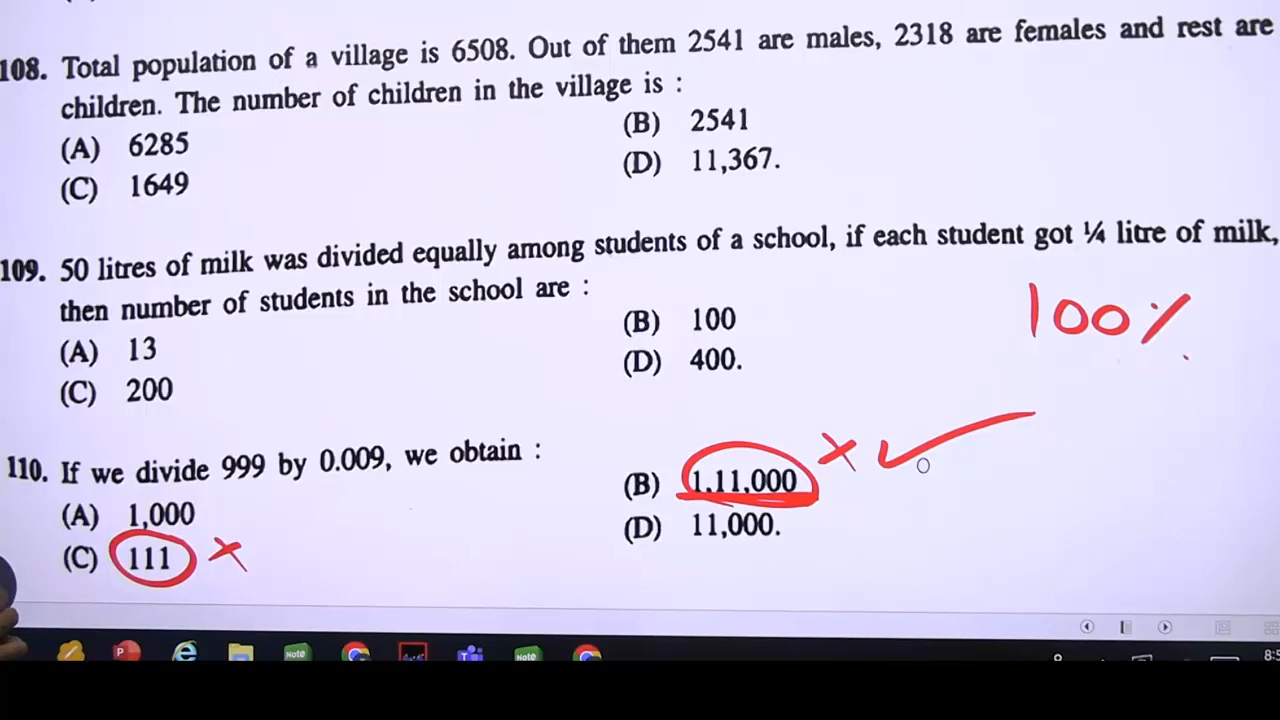 108. Total population of a village is 6508. Out of them 2541 are males, 2318 are females and rest are
children. The number of children in the village is :
(A) 6285
(B) 2541
(C) 1649
(D) 11,367.
109. 50 litres of milk was divided equally among students of a school, if each student got ¼ litre of milk,
then number of students in the school are :
(A) 13
(B) 100
(C) 200
(D) 400.
100%
110. If we divide 999 by 0.009, we obtain :
(A) 1,000
(B) 1,11,000
(C) 111
(D) 11,000.
Note
Note